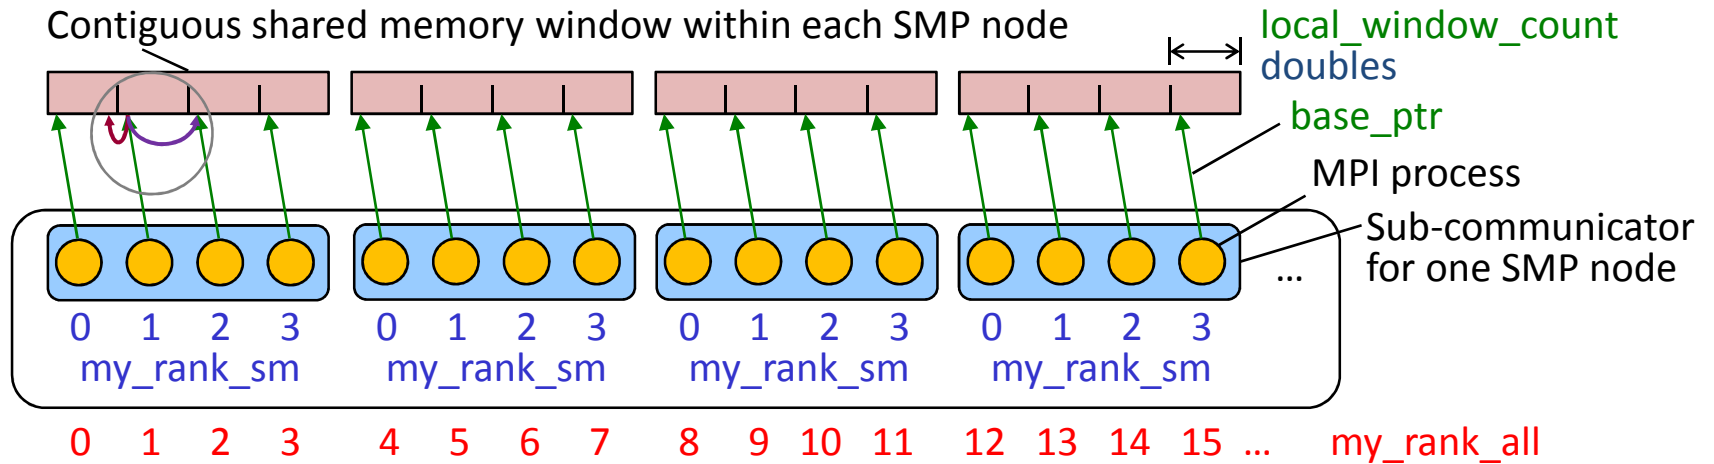 Contiguous shared memory window within each SMP node
local_window_count
doubles
base_ptr
MPI process
Sub-communicator
for one SMP node
...
0 1 2 3 0 1 2 3 0 1 2 3 0 1 2 3
my_rank_sm my_rank_sm my_rank_sm my_rank_sm
0 1 2 3 4 5 6 7 8 9 10 11 12 13 14 15 ... my_rank_all